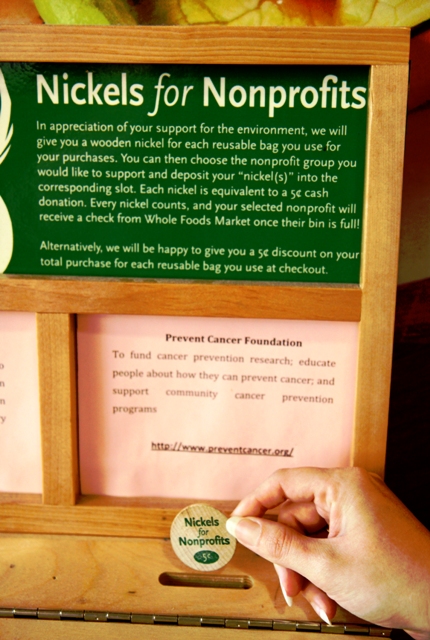 Nickels for Nonprofits
In appreciation of your support for the environment, we will
give you a wooden nickel for each reusable bag you use for
your purchases. You can then choose the nonprofit group you
would like to support and deposit your "nickel(s)" into the
corresponding slot. Each nickel is equivalent to a 5¢ cash
donation. Every nickel counts, and your selected nonprofit will
receive a check from Whole Foods Market once their bin is full!
Alternatively, we will be happy to give you a 5¢ discount on your
total purchase for each reusable bag you use at checkout.
Prevent Cancer Foundation
To fund cancer prevention research; educate
people about how they can prevent cancer; and
support community cancer prevention
programs
http://www.preventcancer.org/
Nickels
for
Nonprofits
5¢